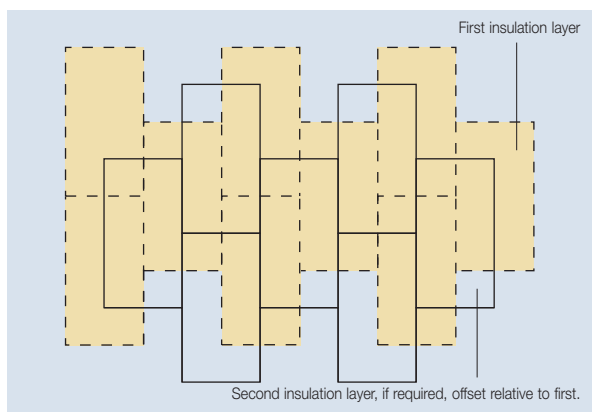 First insulation layer
Second insulation layer, if required, offset relative to first.